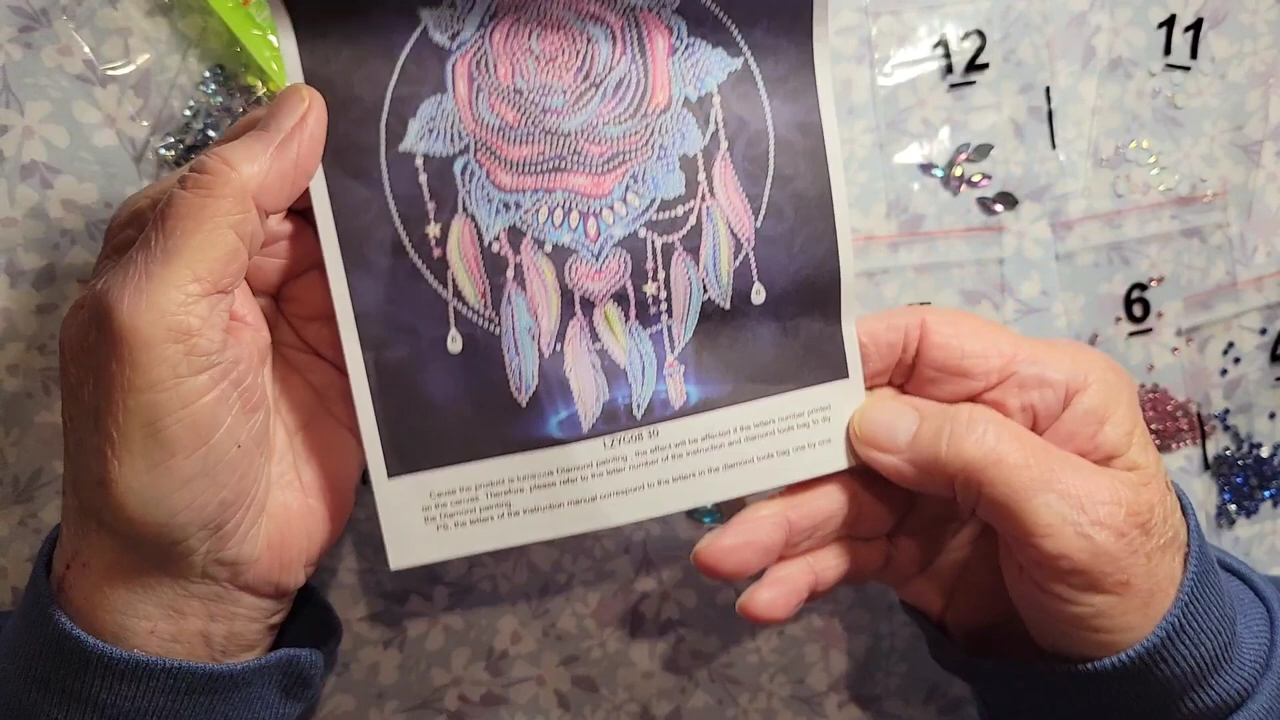 12
11
6
LZYG08 30
Cause the product is luminous Diamond painting , the effect will be affected if the letters number printed
on the canvas. Therefore, please refer to the letter number of the instruction and diamond tools bag to diy
the Diamond painting.
PS, the letters of the instruction manual correspond to the letters in the diamond tools bag one by one